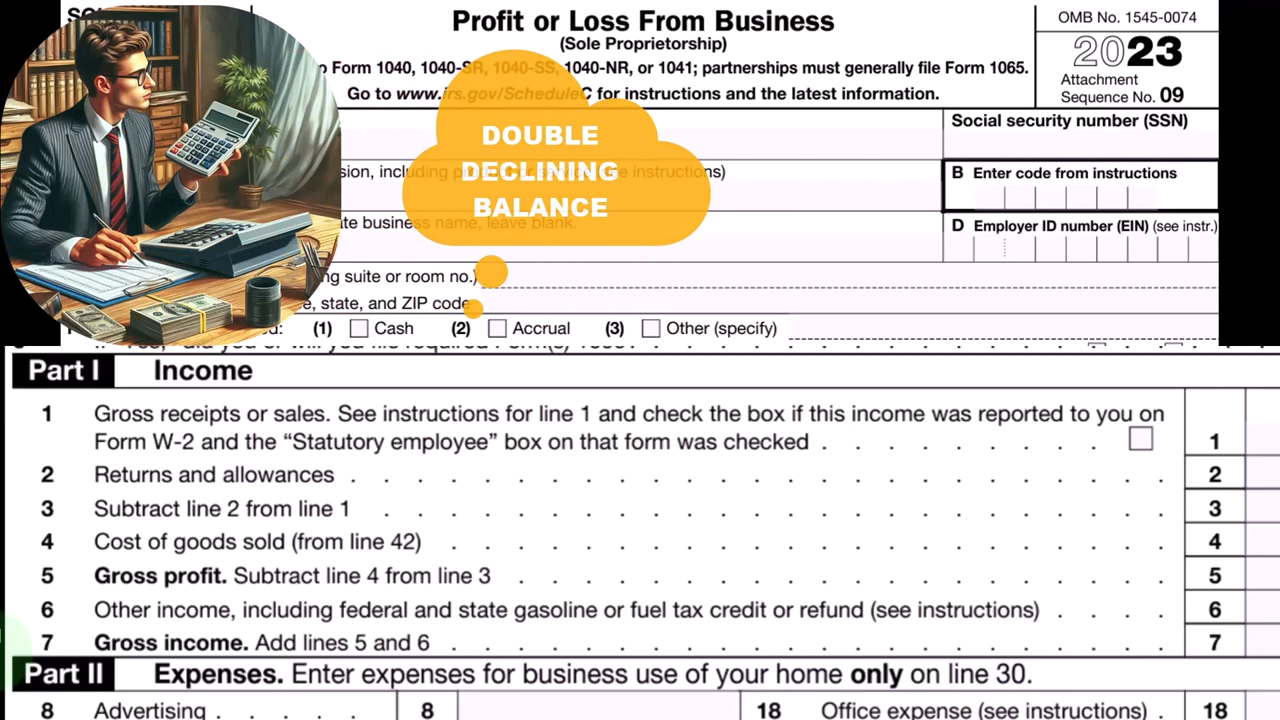 Profit or Loss From Business
(Sole Proprietorship)
o Form 1040, 1040-SR, 1040-SS, 1040-NR, or 1041; partnerships must generally file Form 1065.
Go to www.irs.gov/ScheduleC for instructions and the latest information.
OMB No. 1545-0074
2023
Attachment
Sequence No. 09
DOUBLE
DECLINING
BALANCE
Social security number (SSN)
sion, including instructions)
B Enter code from instructions
ate business name, leave blank.
D Employer ID number (EIN) (see instr.)
ng suite or room no.)
e, state, and ZIP code
(1) Cash (2) Accrual (3) Other (specify)
Part I Income
1 Gross receipts or sales. See instructions for line 1 and check the box if this income was reported to you on
Form W-2 and the “Statutory employee” box on that form was checked . . . . . . . . . 1
2 Returns and allowances . . . . . . . . . . . . . . . . . . . . . . . . . 2
3 Subtract line 2 from line 1 . . . . . . . . . . . . . . . . . . . . . . . . 3
4 Cost of goods sold (from line 42) . . . . . . . . . . . . . . . . . . . . . . 4
5 Gross profit. Subtract line 4 from line 3 . . . . . . . . . . . . . . . . . . . . 5
6 Other income, including federal and state gasoline or fuel tax credit or refund (see instructions) . . . . 6
7 Gross income. Add lines 5 and 6 . . . . . . . . . . . . . . . . . . . . . . 7
Part II Expenses. Enter expenses for business use of your home only on line 30.
8 Advertising . . . . . 8
18 Office expense (see instructions) . 18